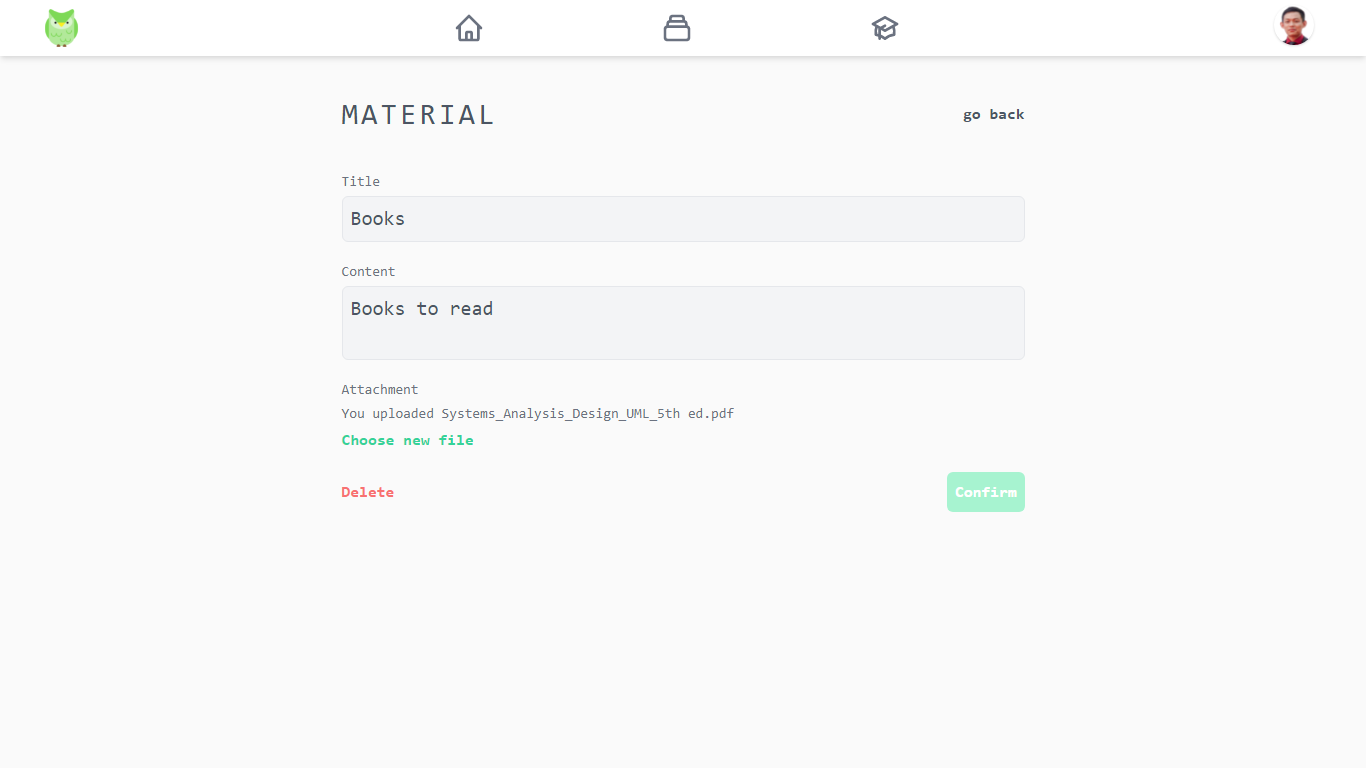 MATERIAL
go back
Title
Books
Content
Books to read
Attachment
You uploaded Systems_Analysis_Design_UML_5th ed.pdf
Choose new file
Delete
Confirm